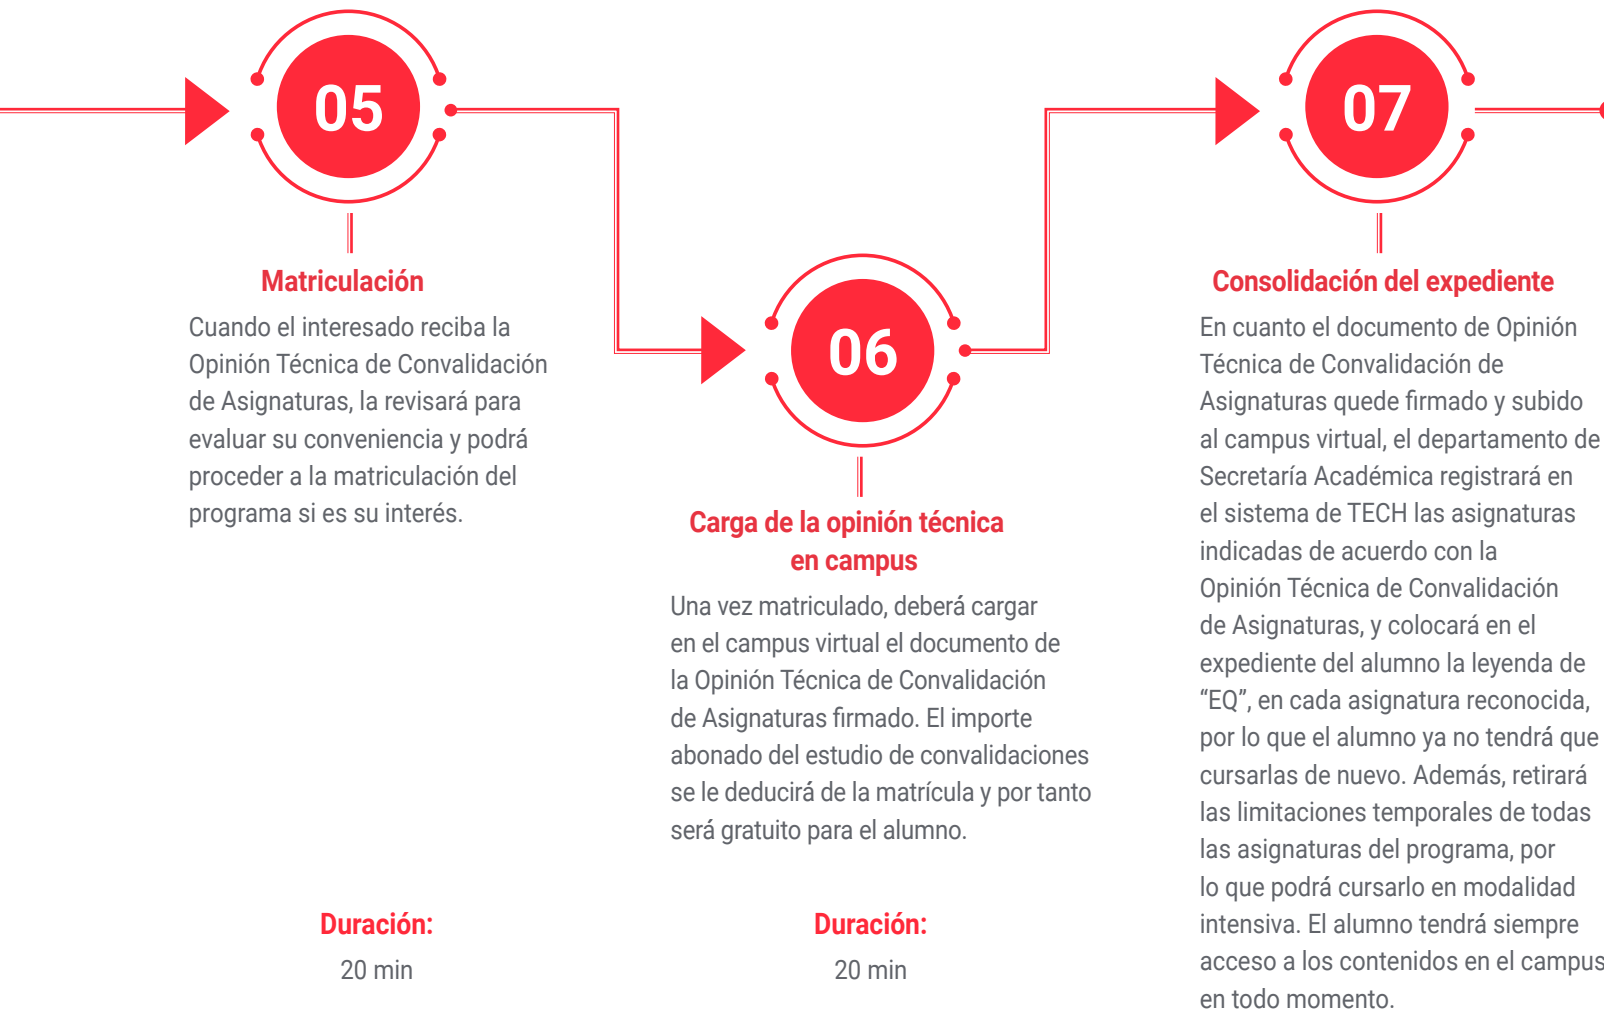 05
Matriculación
Cuando el interesado reciba la
Opinión Técnica de Convalidación
de Asignaturas, la revisará para
evaluar su conveniencia y podrá
proceder a la matriculación del
programa si es su interés.
Duración:
20 min
06
Carga de la opinión técnica
en campus
Una vez matriculado, deberá cargar
en el campus virtual el documento de
la Opinión Técnica de Convalidación
de Asignaturas firmado. El importe
abonado del estudio de convalidaciones
se le deducirá de la matrícula y por tanto
será gratuito para el alumno.
Duración:
20 min
07
Consolidación del expediente
En cuanto el documento de Opinión
Técnica de Convalidación de
Asignaturas quede firmado y subido
al campus virtual, el departamento de
Secretaría Académica registrará en
el sistema de TECH las asignaturas
indicadas de acuerdo con la
Opinión Técnica de Convalidación
de Asignaturas, y colocará en el
expediente del alumno la leyenda de
“EQ”, en cada asignatura reconocida,
por lo que el alumno ya no tendrá que
cursarlas de nuevo. Además, retirará
las limitaciones temporales de todas
las asignaturas del programa, por
lo que podrá cursarlo en modalidad
intensiva. El alumno tendrá siempre
acceso a los contenidos en el campus
en todo momento.